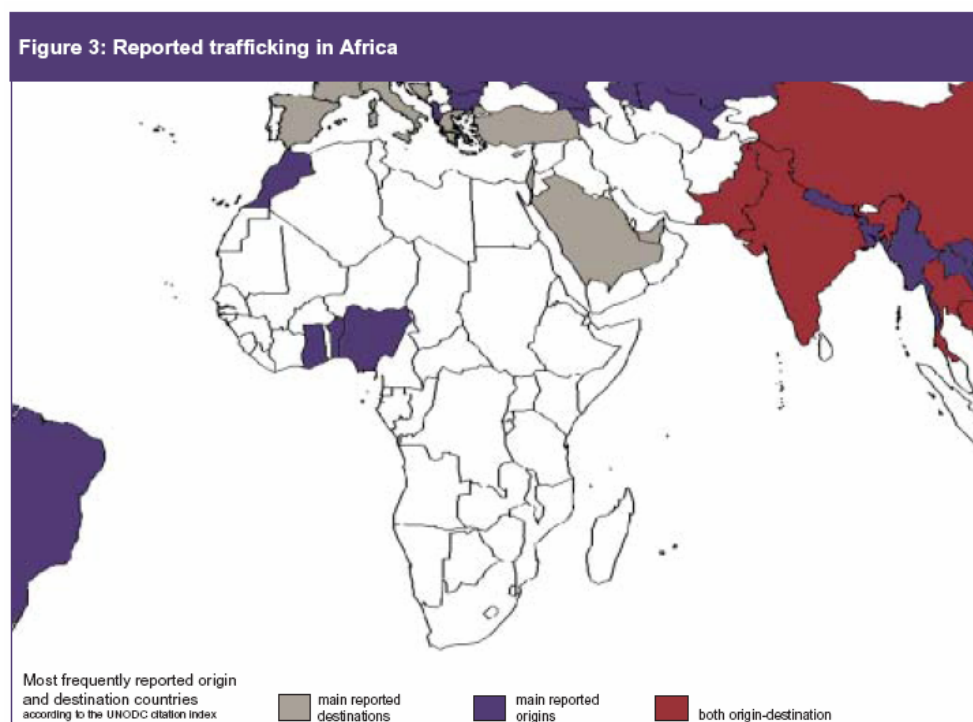 Figure 3: Reported trafficking in Africa
Most frequently reported origin
and destination countries
according to the UNODC citation index
main reported
destinations
main reported
origins
both origin-destination